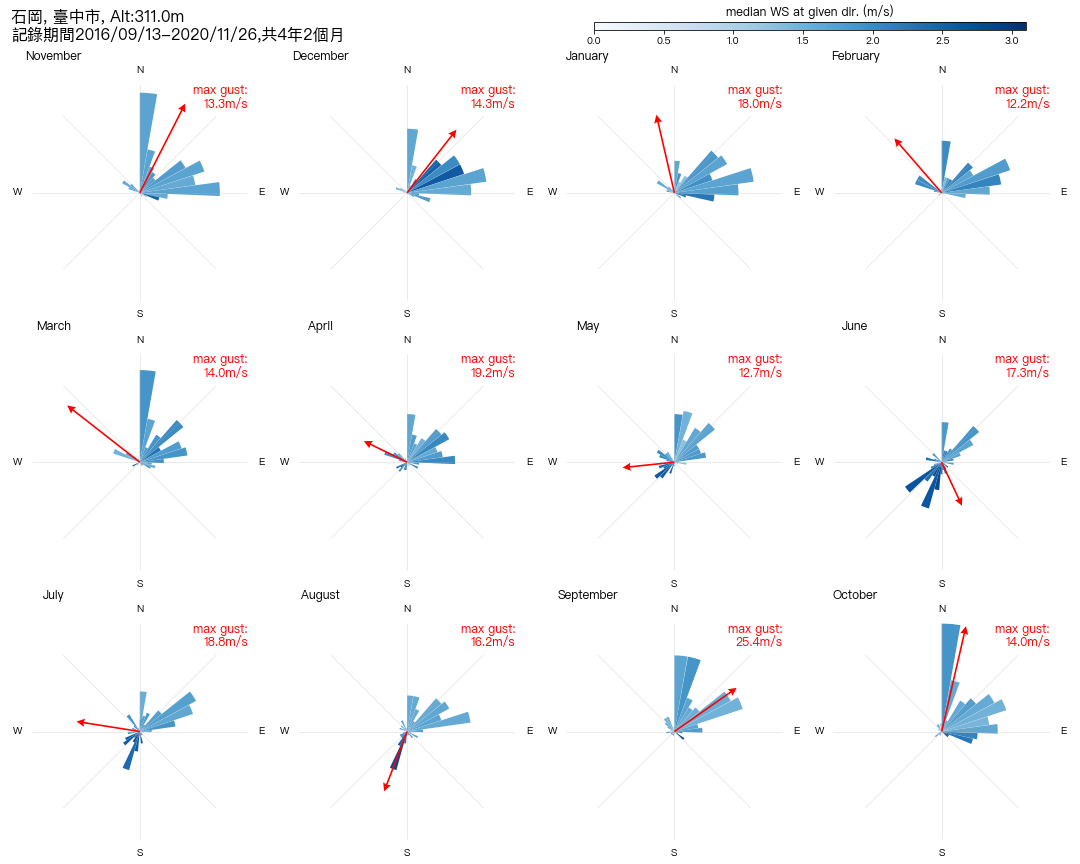 石岡, 臺中市, Alt:311.0m
記錄期間2016/09/13–2020/11/26,共4年2個月
median WS at given dir. (m/s)
0.0 0.5 1.0 1.5 2.0 2.5 3.0
November
N
max gust:
13.3m/s
W
E
S
December
N
max gust:
14.3m/s
W
E
January
N
max gust:
18.0m/s
W
E
February
N
max gust:
12.2m/s
W
E
March
N
max gust:
14.0m/s
W
E
S
April
N
max gust:
19.2m/s
W
E
May
N
max gust:
12.7m/s
W
E
June
N
max gust:
17.3m/s
W
E
S
July
N
max gust:
18.8m/s
W
E
S
August
N
max gust:
16.2m/s
W
E
S
September
N
max gust:
25.4m/s
W
E
S
October
N
max gust:
14.0m/s
W
E
S